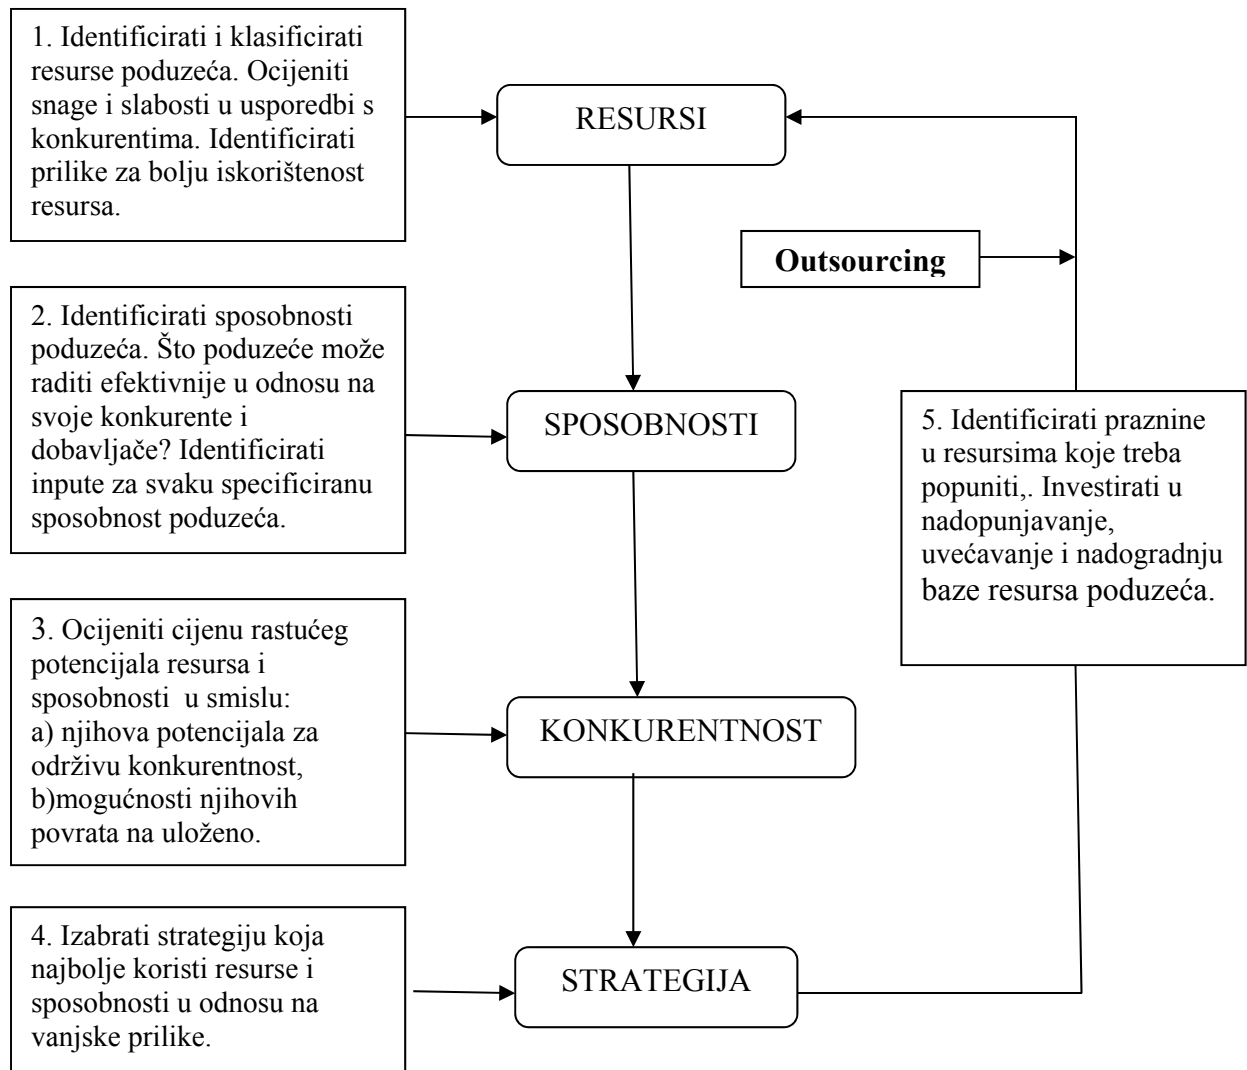 1. Identificirati i klasificirati
resurse poduzeća. Ocijeniti
snage i slabosti u usporedbi s
konkurentima. Identificirati
prilike za bolju iskorištenost
resursa.
RESURSI
Outsourcing
2. Identificirati sposobnosti
poduzeća. Što poduzeće može
raditi efektivnije u odnosu na
svoje konkurente i
dobavljače? Identificirati
inpute za svaku specificiranu
sposobnost poduzeća.
SPOSOBNOSTI
5. Identificirati praznine
u resursima koje treba
popuniti,. Investirati u
nadopunjavanje,
uvećavanje i nadogradnju
baze resursa poduzeća.
3. Ocijeniti cijenu rastućeg
potencijala resursa i
sposobnosti  u smislu:
a) njihova potencijala za
održivu konkurentnost,
b)mogućnosti njihovih
povrata na uloženo.
KONKURENTNOST
4. Izabrati strategiju koja
najbolje koristi resurse i
sposobnosti u odnosu na
vanjske prilike.
STRATEGIJA